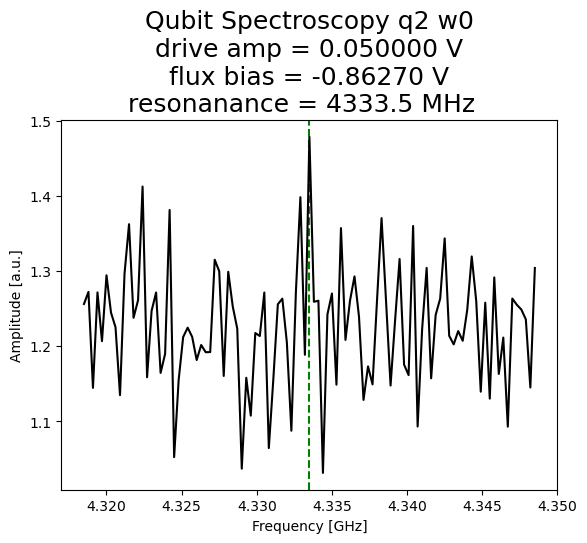 Qubit Spectroscopy q2 w0
drive amp = 0.050000 V
flux bias = -0.86270 V
resonanance = 4333.5 MHz
1.5
1.4
1.3
1.2
1.1
Amplitude [a.u.]
4.320 4.325 4.330 4.335 4.340 4.345 4.350
Frequency [GHz]